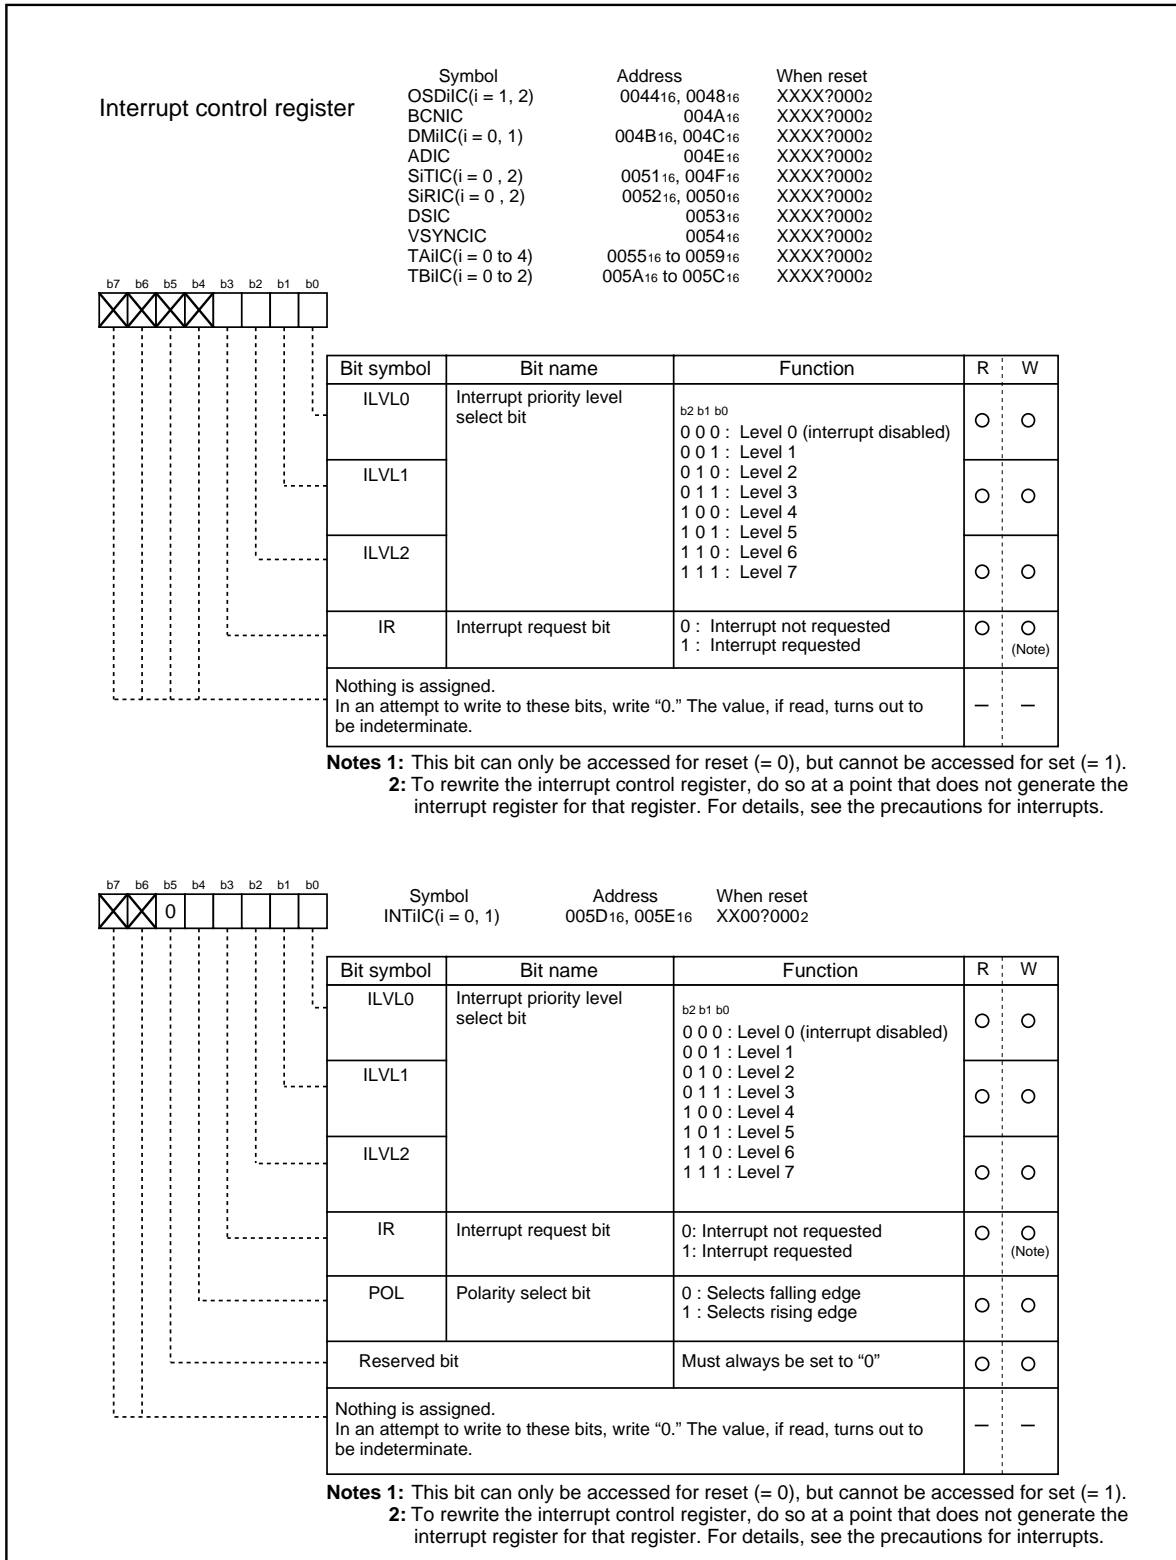 Interrupt control register
Symbol Address When reset
OSDiIC(i = 1, 2) 004416, 004816 XXXX?0002
BCNIC 004A16 XXXX?0002
DMiIC(i = 0, 1) 004B16, 004C16 XXXX?0002
ADIC 004E16 XXXX?0002
SiTIC(i = 0 , 2) 005116, 004F16 XXXX?0002
SiRIC(i = 0 , 2) 005216, 005016 XXXX?0002
DSIC 005316 XXXX?0002
VSYNCIC 005416 XXXX?0002
TAiIC(i = 0 to 4) 005516 to 005916 XXXX?0002
TBiIC(i = 0 to 2) 005A16 to 005C16 XXXX?0002
b7 b6 b5 b4 b3 b2 b1 b0
Bit symbol Bit name Function R W
ILVL0 Interrupt priority level
select bit
b2 b1 b0
0 0 0 : Level 0 (interrupt disabled)
0 0 1 : Level 1
0 1 0 : Level 2
0 1 1 : Level 3
1 0 0 : Level 4
1 0 1 : Level 5
1 1 0 : Level 6
1 1 1 : Level 7
ILVL1
ILVL2
IR Interrupt request bit 0 : Interrupt not requested
1 : Interrupt requested
(Note)
Nothing is assigned.
In an attempt to write to these bits, write “0.” The value, if read, turns out to
be indeterminate.
– –
Notes 1: This bit can only be accessed for reset (= 0), but cannot be accessed for set (= 1).
2: To rewrite the interrupt control register, do so at a point that does not generate the
interrupt register for that register. For details, see the precautions for interrupts.
b7 b6 b5 b4 b3 b2 b1 b0
0
Symbol Address When reset
INTiIC(i = 0, 1) 005D16, 005E16 XX00?0002
Bit symbol Bit name Function R W
ILVL0 Interrupt priority level
select bit
b2 b1 b0
0 0 0 : Level 0 (interrupt disabled)
0 0 1 : Level 1
0 1 0 : Level 2
0 1 1 : Level 3
1 0 0 : Level 4
1 0 1 : Level 5
1 1 0 : Level 6
1 1 1 : Level 7
ILVL1
ILVL2
IR Interrupt request bit 0: Interrupt not requested
1: Interrupt requested
(Note)
POL Polarity select bit 0 : Selects falling edge
1 : Selects rising edge
Reserved bit Must always be set to “0”
Nothing is assigned.
In an attempt to write to these bits, write “0.” The value, if read, turns out to
be indeterminate.
– –
Notes 1: This bit can only be accessed for reset (= 0), but cannot be accessed for set (= 1).
2: To rewrite the interrupt control register, do so at a point that does not generate the
interrupt register for that register. For details, see the precautions for interrupts.